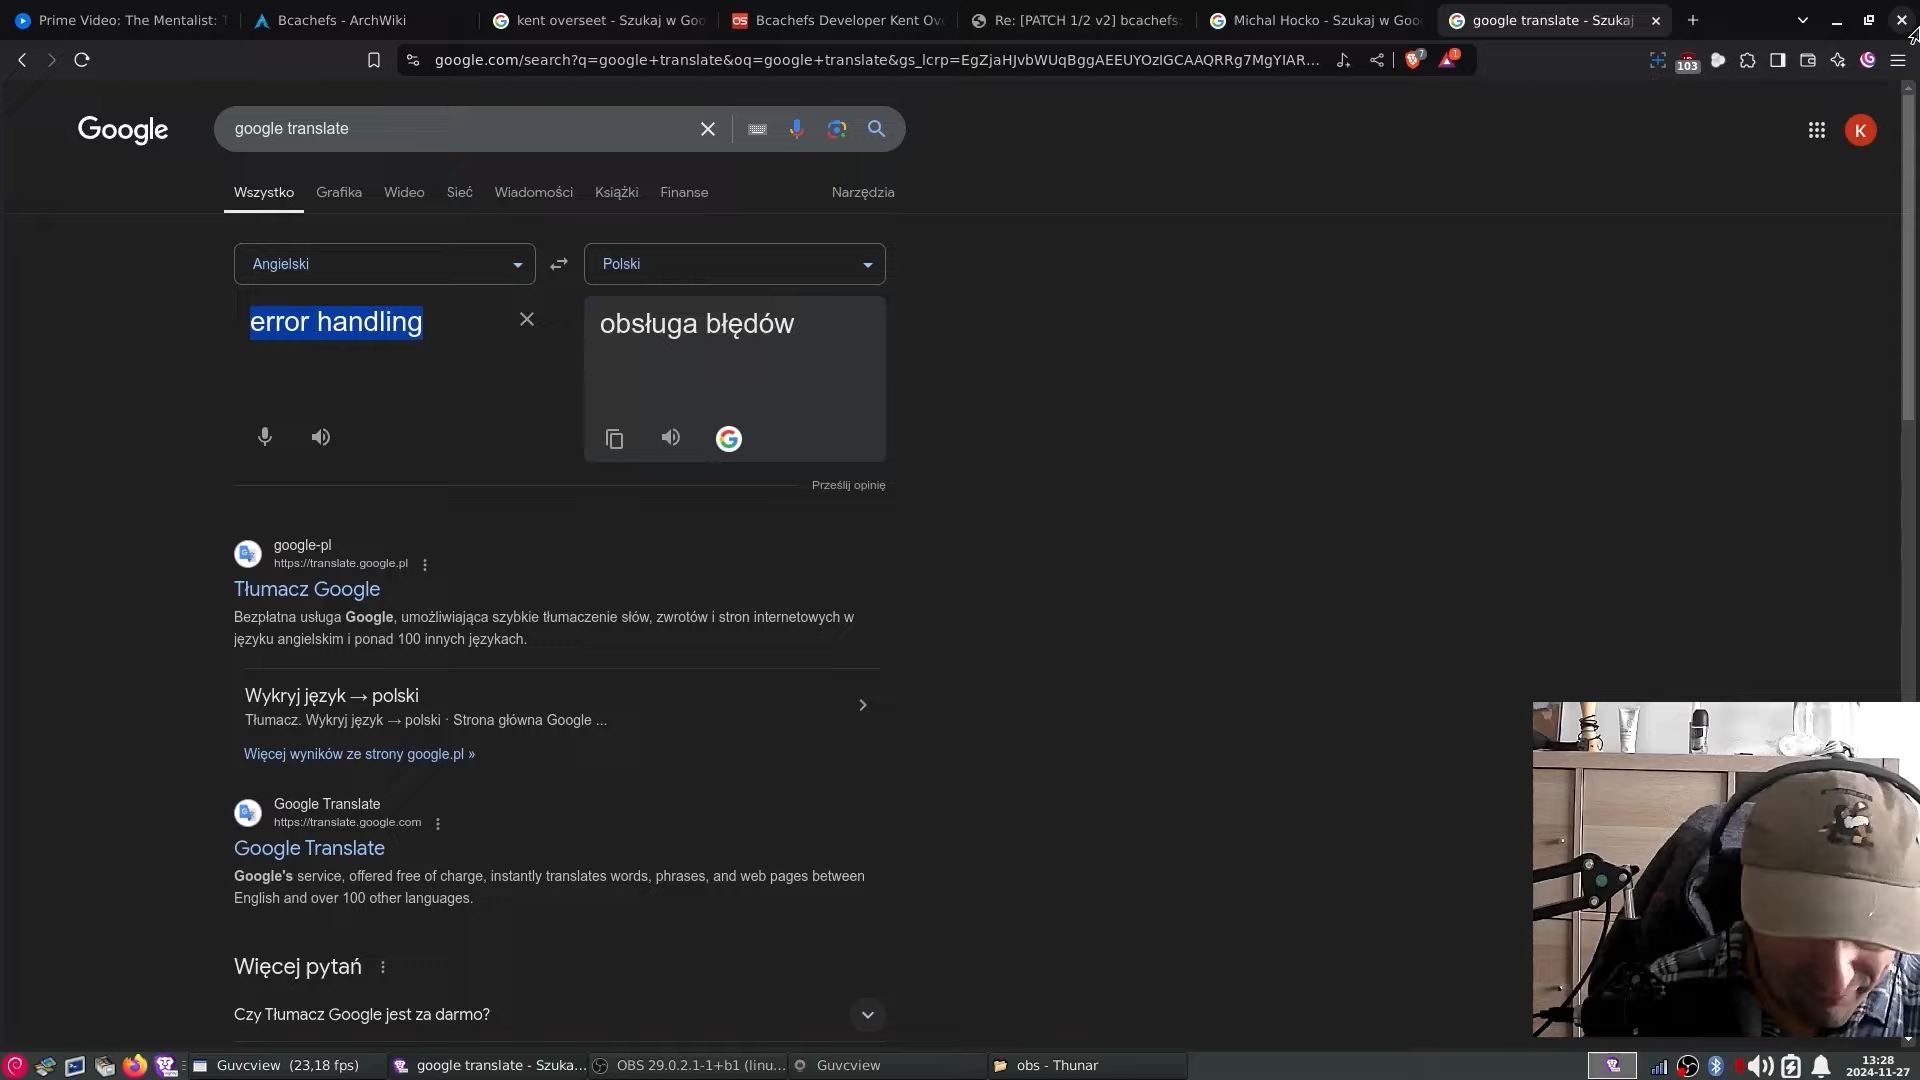 Prime Video: The Mentalist:
Bcachefs - ArchWiki
kent overseet - Szukaj w Goo
Bcachefs Developer Kent Ov
Re: [PATCH 1/2 v2] bcachefs:
Michal Hocko - Szukaj w Goo
google translate - Szukaj
google.com/search?q=google+translate&oq=google+translate&gs_lcrp=EgZjaHJvbWUqBggAEEUYOzIGCAAQRRg7MgYIAR...
7
1
103
Google
google translate
K
Wszystko
Grafika
Wideo
Sieć
Wiadomości
Książki
Finanse
Narzędzia
Angielski
Polski
error handling
obsługa błędów
Prześlij opinię
google-pl
https://translate.google.pl
Tłumacz Google
Bezpłatna usługa Google, umożliwiająca szybkie tłumaczenie słów, zwrotów i stron internetowych w
języku angielskim i ponad 100 innych językach.
Wykryj język → polski
Tłumacz. Wykryj język → polski · Strona główna Google ...
Więcej wyników ze strony google.pl »
Google Translate
https://translate.google.com
Google Translate
Google's service, offered free of charge, instantly translates words, phrases, and web pages between
English and over 100 other languages.
Więcej pytań
Czy Tłumacz Google jest za darmo?
Guvcview (23,18 fps)
google translate - Szuka...
OBS 29.0.2.1-1+b1 (linu...
Guvcview
obs - Thunar
13:28
2024-11-27